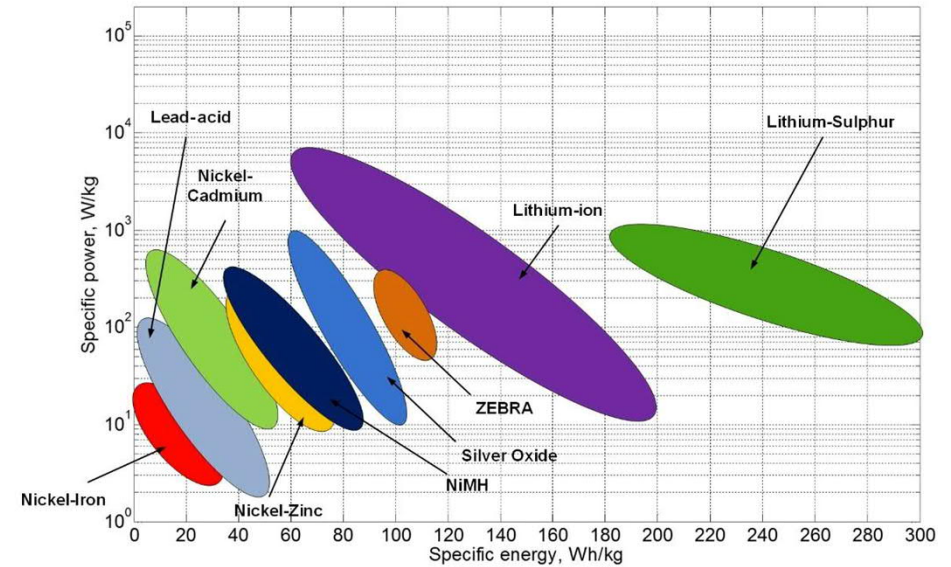 10^5
Lead-acid
10^4
Lithium-Sulphur
Nickel-
Cadmium
Lithium-ion
10^3
Specific power, W/kg
10^2
ZEBRA
10^1
Silver Oxide
NiMH
Nickel-Iron
Nickel-Zinc
10^0
0 20 40 60 80 100 120 140 160 180 200 220 240 260 280 300
Specific energy, Wh/kg